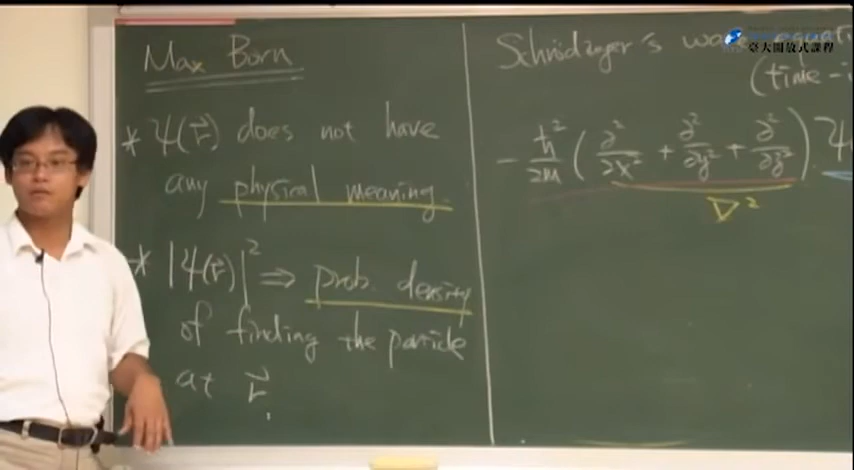 Max Born
* ψ(r⃗) does not have
any physical meaning.
* |ψ(r⃗)|² ⇒ prob. density
of finding the particle
at r⃗.
Schrödinger's wave equati
(time-i
- ħ²/2m ( ∂²/∂x² + ∂²/∂y² + ∂²/∂z² ) ψ
∇²
臺大開放式課程